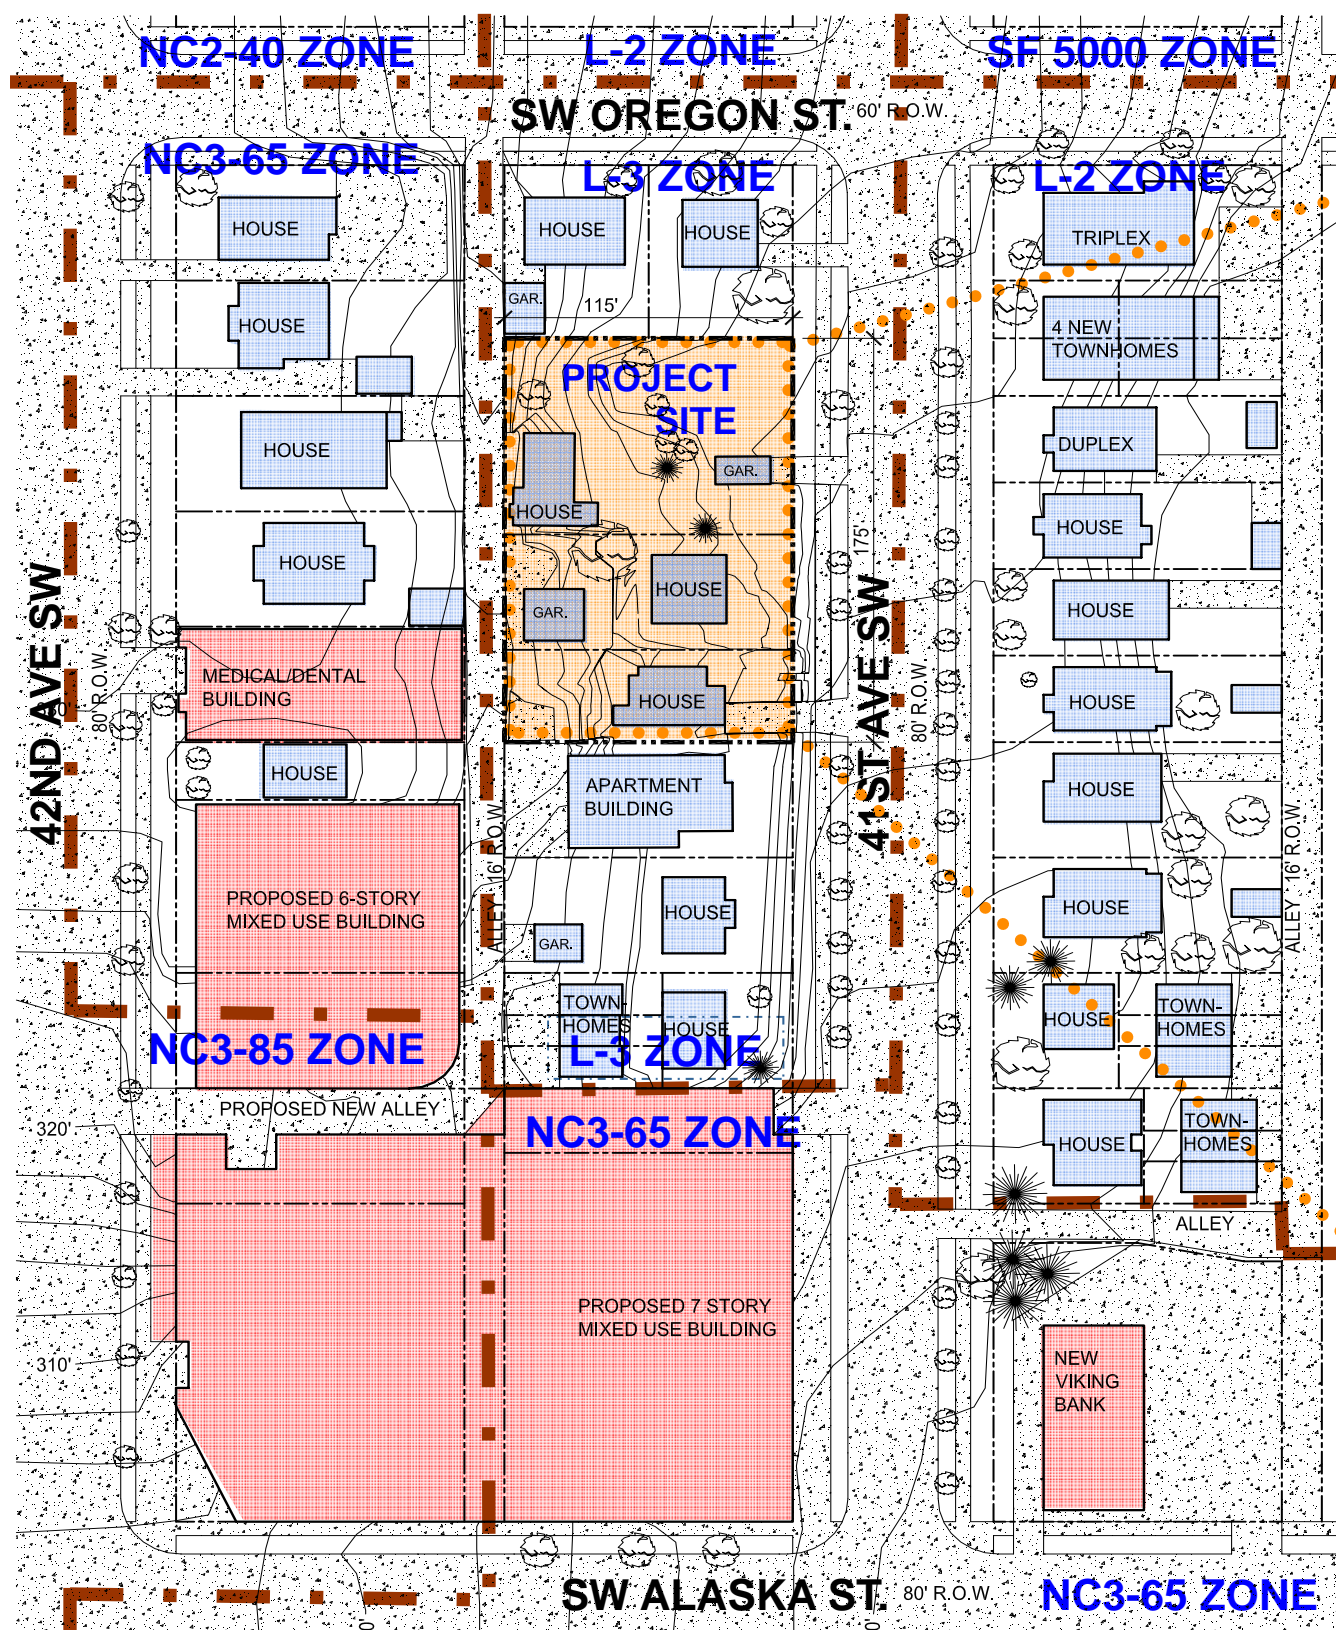 NC2-40 ZONE
L-2 ZONE
SF 5000 ZONE
SW OREGON ST.
60' R.O.W.
NC3-65 ZONE
L-3 ZONE
L-2 ZONE
HOUSE
HOUSE
HOUSE
TRIPLEX
GAR.
115'
HOUSE
4 NEW
TOWNHOMES
PROJECT
SITE
HOUSE
DUPLEX
GAR.
HOUSE
HOUSE
HOUSE
175'
HOUSE
GAR.
HOUSE
42ND AVE SW
80' R.O.W.
41ST AVE SW
80' R.O.W.
MEDICAL/DENTAL
BUILDING
HOUSE
HOUSE
HOUSE
APARTMENT
BUILDING
HOUSE
ALLEY 16' R.O.W.
ALLEY 16' R.O.W.
PROPOSED 6-STORY
MIXED USE BUILDING
HOUSE
HOUSE
GAR.
TOWN-
HOMES
HOUSE
HOUSE
TOWN-
HOMES
NC3-85 ZONE
L-3 ZONE
PROPOSED NEW ALLEY
320'
NC3-65 ZONE
HOUSE
TOWN-
HOMES
ALLEY
PROPOSED 7 STORY
MIXED USE BUILDING
310'
NEW
VIKING
BANK
SW ALASKA ST.
80' R.O.W.
NC3-65 ZONE